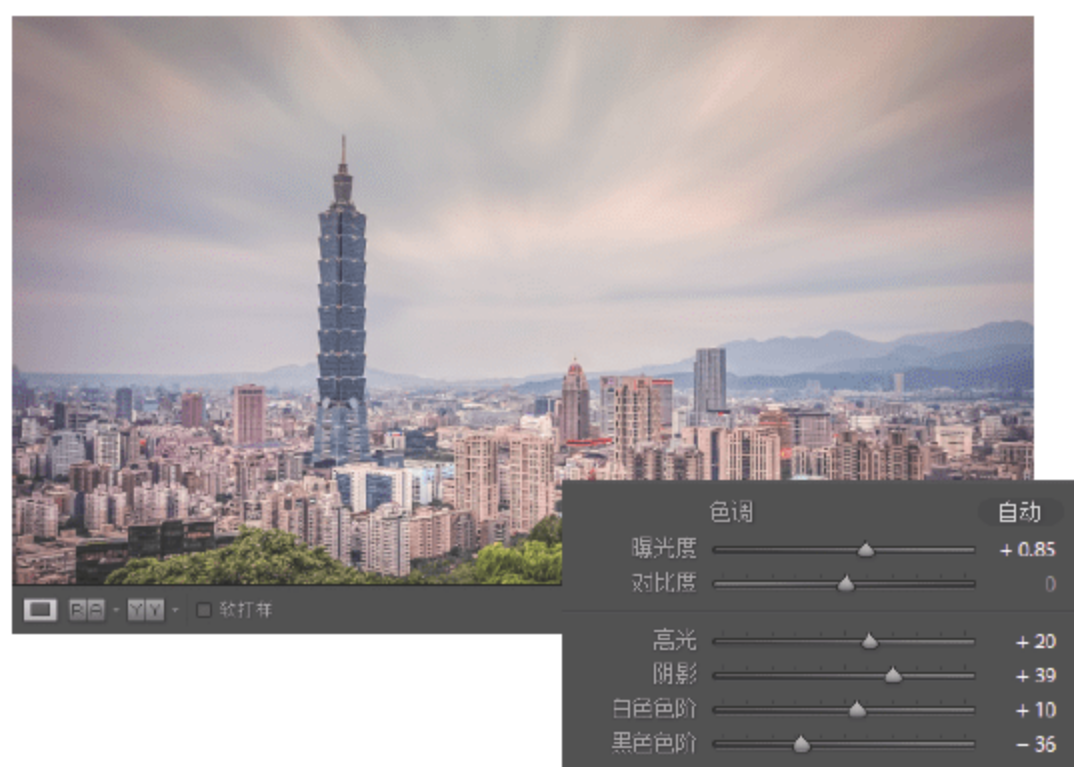 色调 自动
曝光度 + 0.85
对比度 0
高光 + 20
阴影 + 39
白色色阶 + 10
黑色色阶 − 36
R A Y Y 软打样